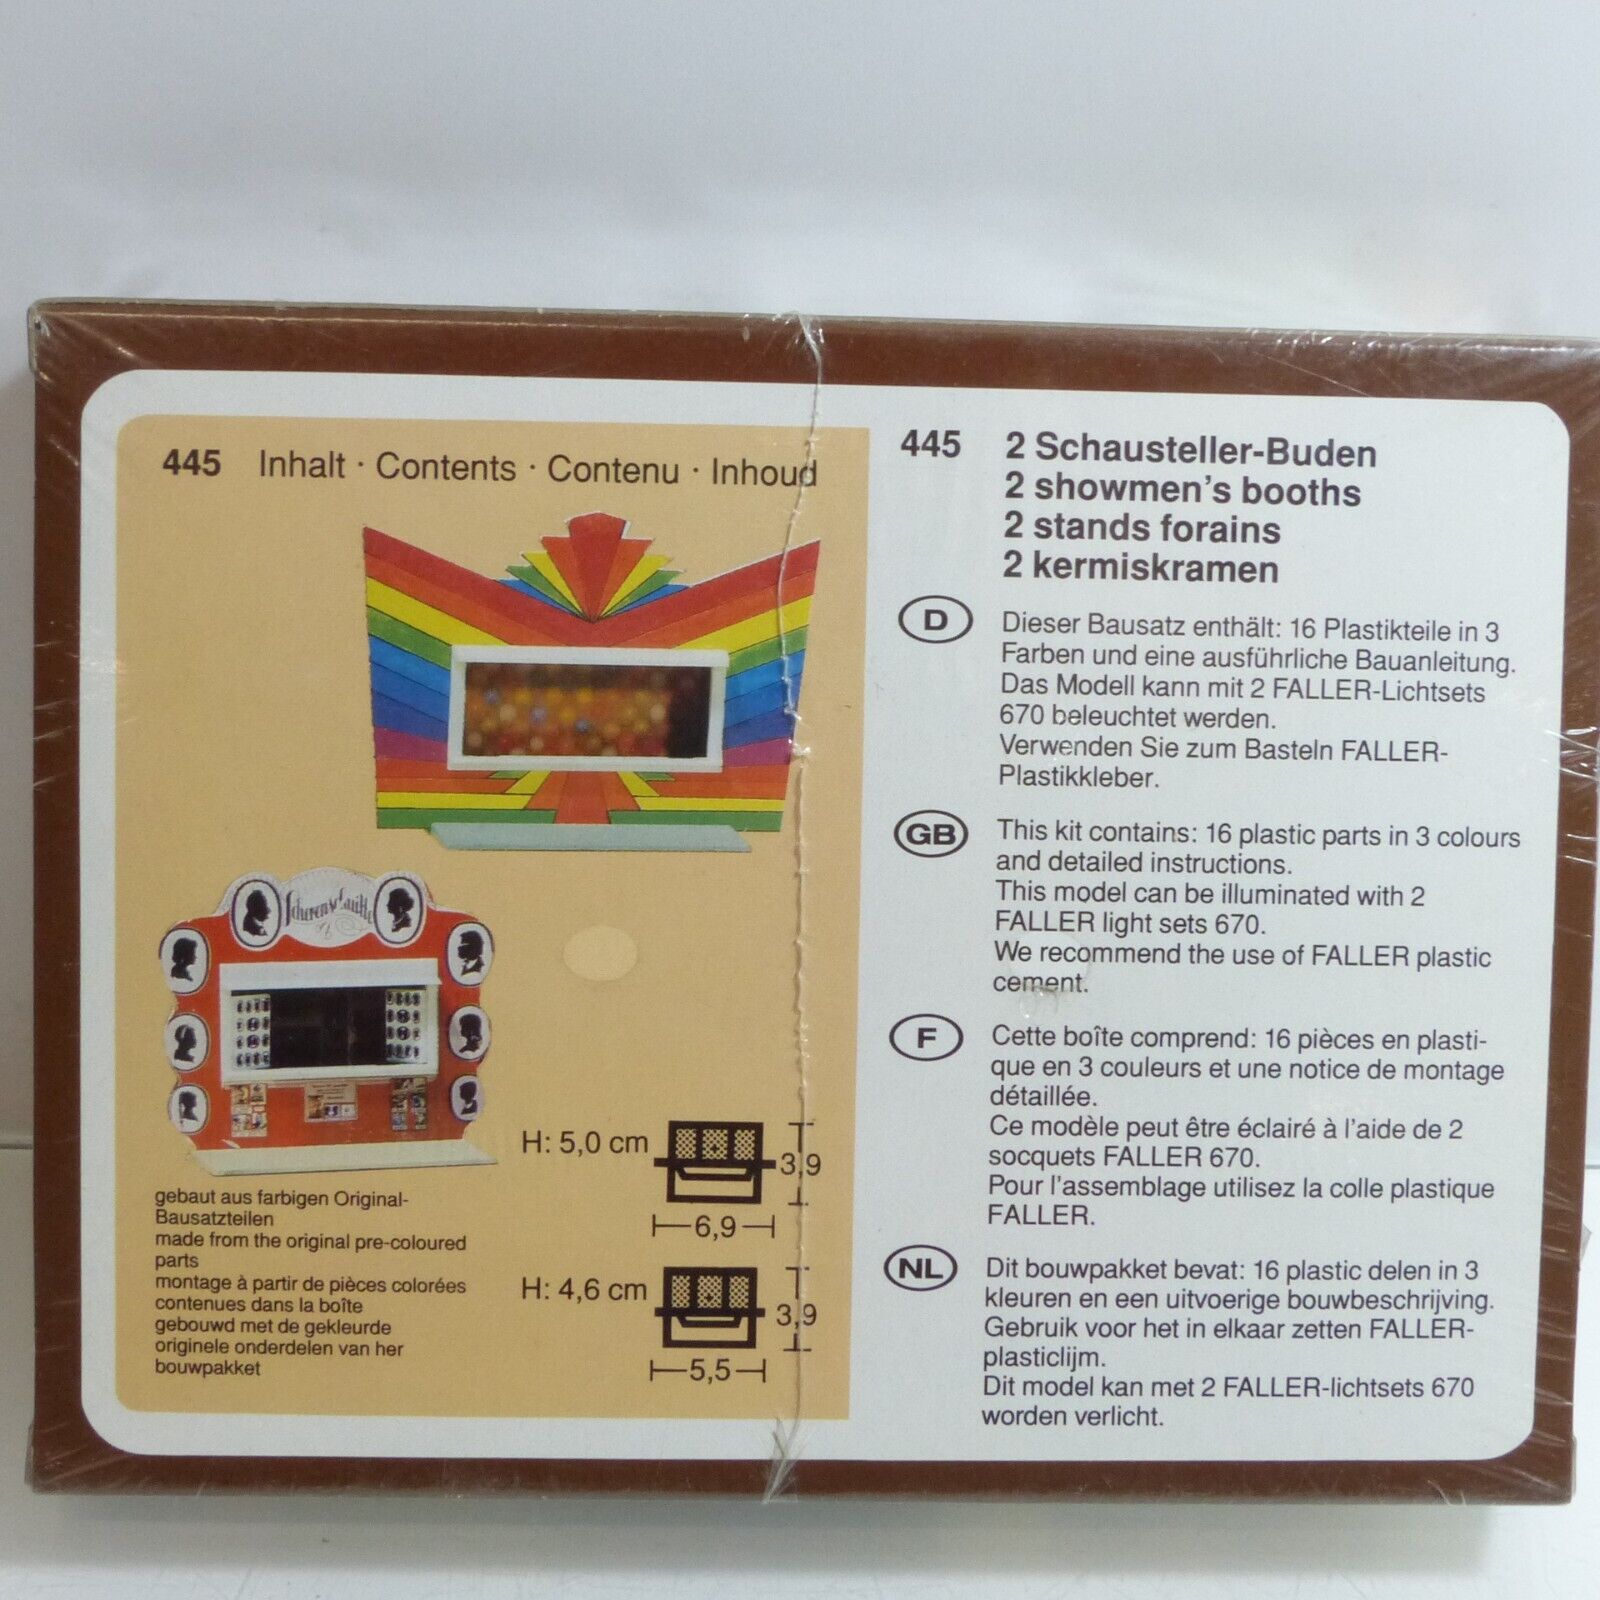 445 Inhalt · Contents · Contenu · Inhoud
Scherenschnitte
H: 5,0 cm
3,9
6,9
H: 4,6 cm
3,9
5,5
gebaut aus farbigen Original-
Bausatzteilen
made from the original pre-coloured
parts
montage à partir de pièces colorées
contenues dans la boîte
gebouwd met de gekleurde
originele onderdelen van her
bouwpakket
445 2 Schausteller-Buden
2 showmen's booths
2 stands forains
2 kermiskramen
D Dieser Bausatz enthält: 16 Plastikteile in 3
Farben und eine ausführliche Bauanleitung.
Das Modell kann mit 2 FALLER-Lichtsets
670 beleuchtet werden.
Verwenden Sie zum Basteln FALLER-
Plastikkleber.
GB This kit contains: 16 plastic parts in 3 colours
and detailed instructions.
This model can be illuminated with 2
FALLER light sets 670.
We recommend the use of FALLER plastic
cement.
F Cette boîte comprend: 16 pièces en plasti-
que en 3 couleurs et une notice de montage
détaillée.
Ce modèle peut être éclairé à l'aide de 2
socquets FALLER 670.
Pour l'assemblage utilisez la colle plastique
FALLER.
NL Dit bouwpakket bevat: 16 plastic delen in 3
kleuren en een uitvoerige bouwbeschrijving.
Gebruik voor het in elkaar zetten FALLER-
plasticlijm.
Dit model kan met 2 FALLER-lichtsets 670
worden verlicht.